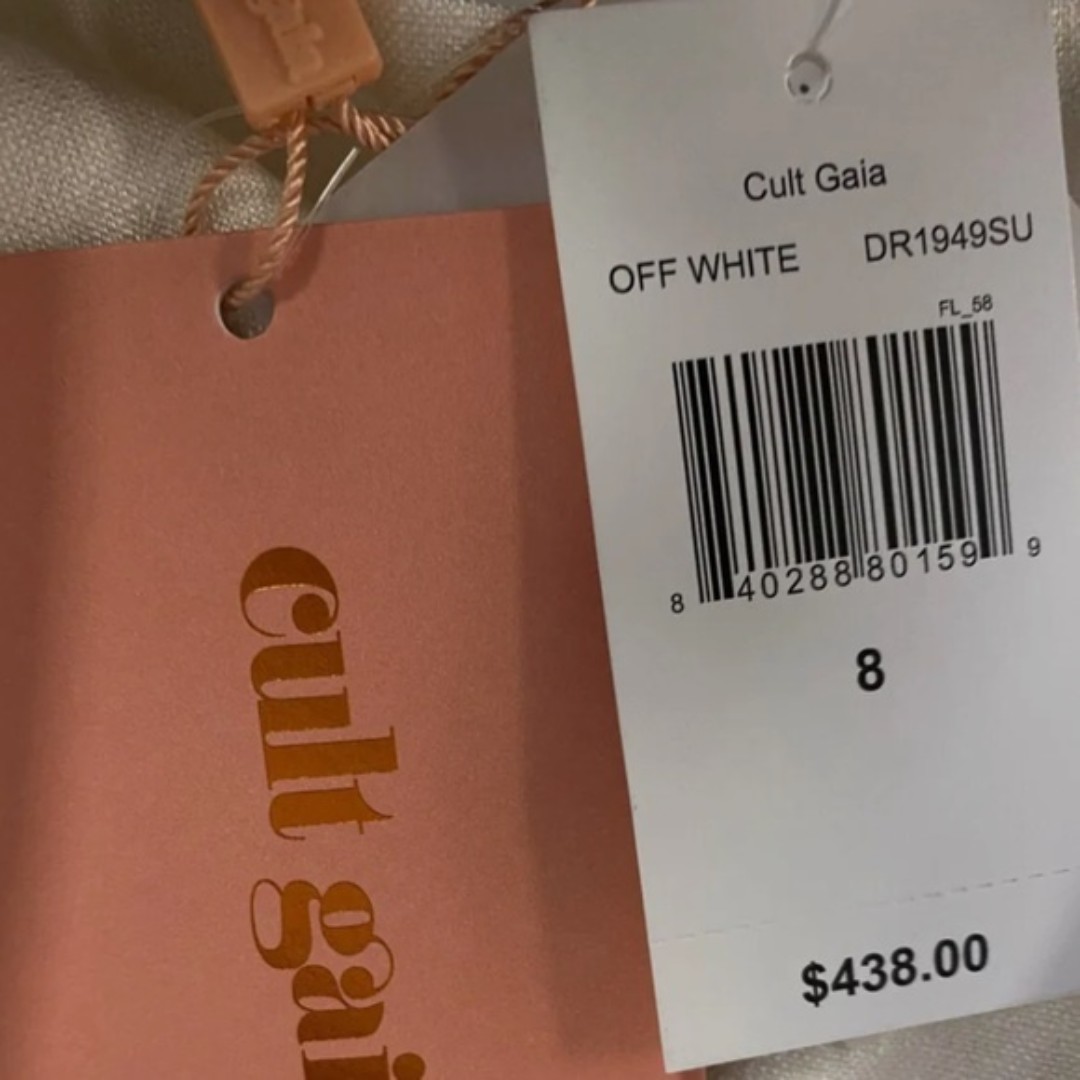 Cult Gaia
OFF WHITE DR1949SU
FL_58
8 40288 80159 9
8
$438.00
cult gai